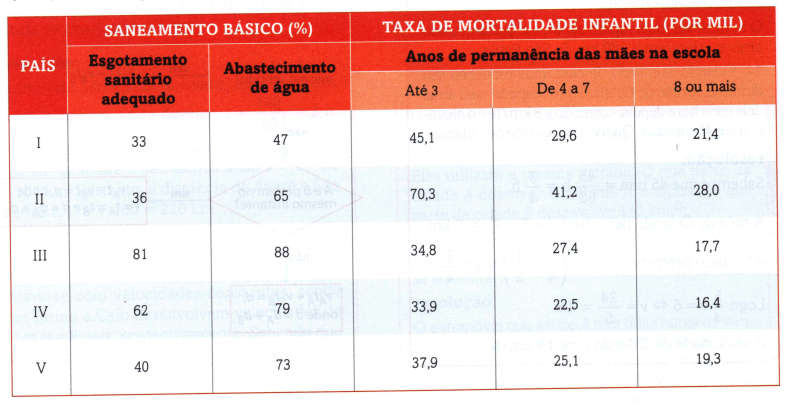 PAÍS
SANEAMENTO BÁSICO (%)
TAXA DE MORTALIDADE INFANTIL (POR MIL)
Esgotamento
sanitário
adequado
Abastecimento
de água
Anos de permanência das mães na escola
Até 3
De 4 a 7
8 ou mais
I 33 47 45,1 29,6 21,4
II 36 65 70,3 41,2 28,0
III 81 88 34,8 27,4 17,7
IV 62 79 33,9 22,5 16,4
V 40 73 37,9 25,1 19,3